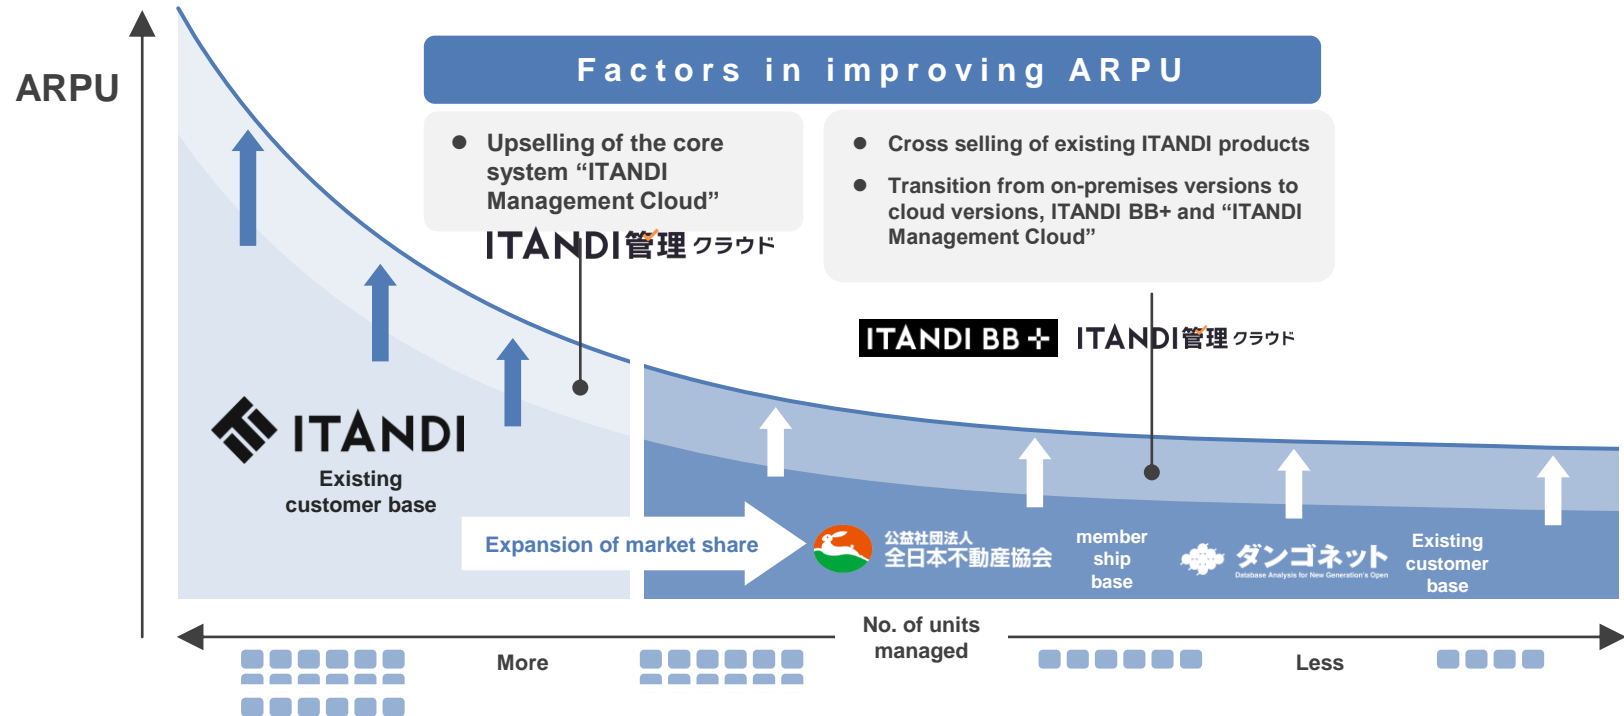 Factors in improving ARPU
ARPU
● Upselling of the core
system “ITANDI
Management Cloud”
ITANDI管理クラウド
● Cross selling of existing ITANDI products
● Transition from on-premises versions to
cloud versions, ITANDI BB+ and “ITANDI
Management Cloud”
ITANDI BB+
ITANDI管理クラウド
ITANDI
Existing
customer base
Expansion of market share
公益社団法人
全日本不動産協会
member
ship
base
ダンゴネット
Database Analysis for New Generation's Open
Existing
customer
base
No. of units
managed
More
Less